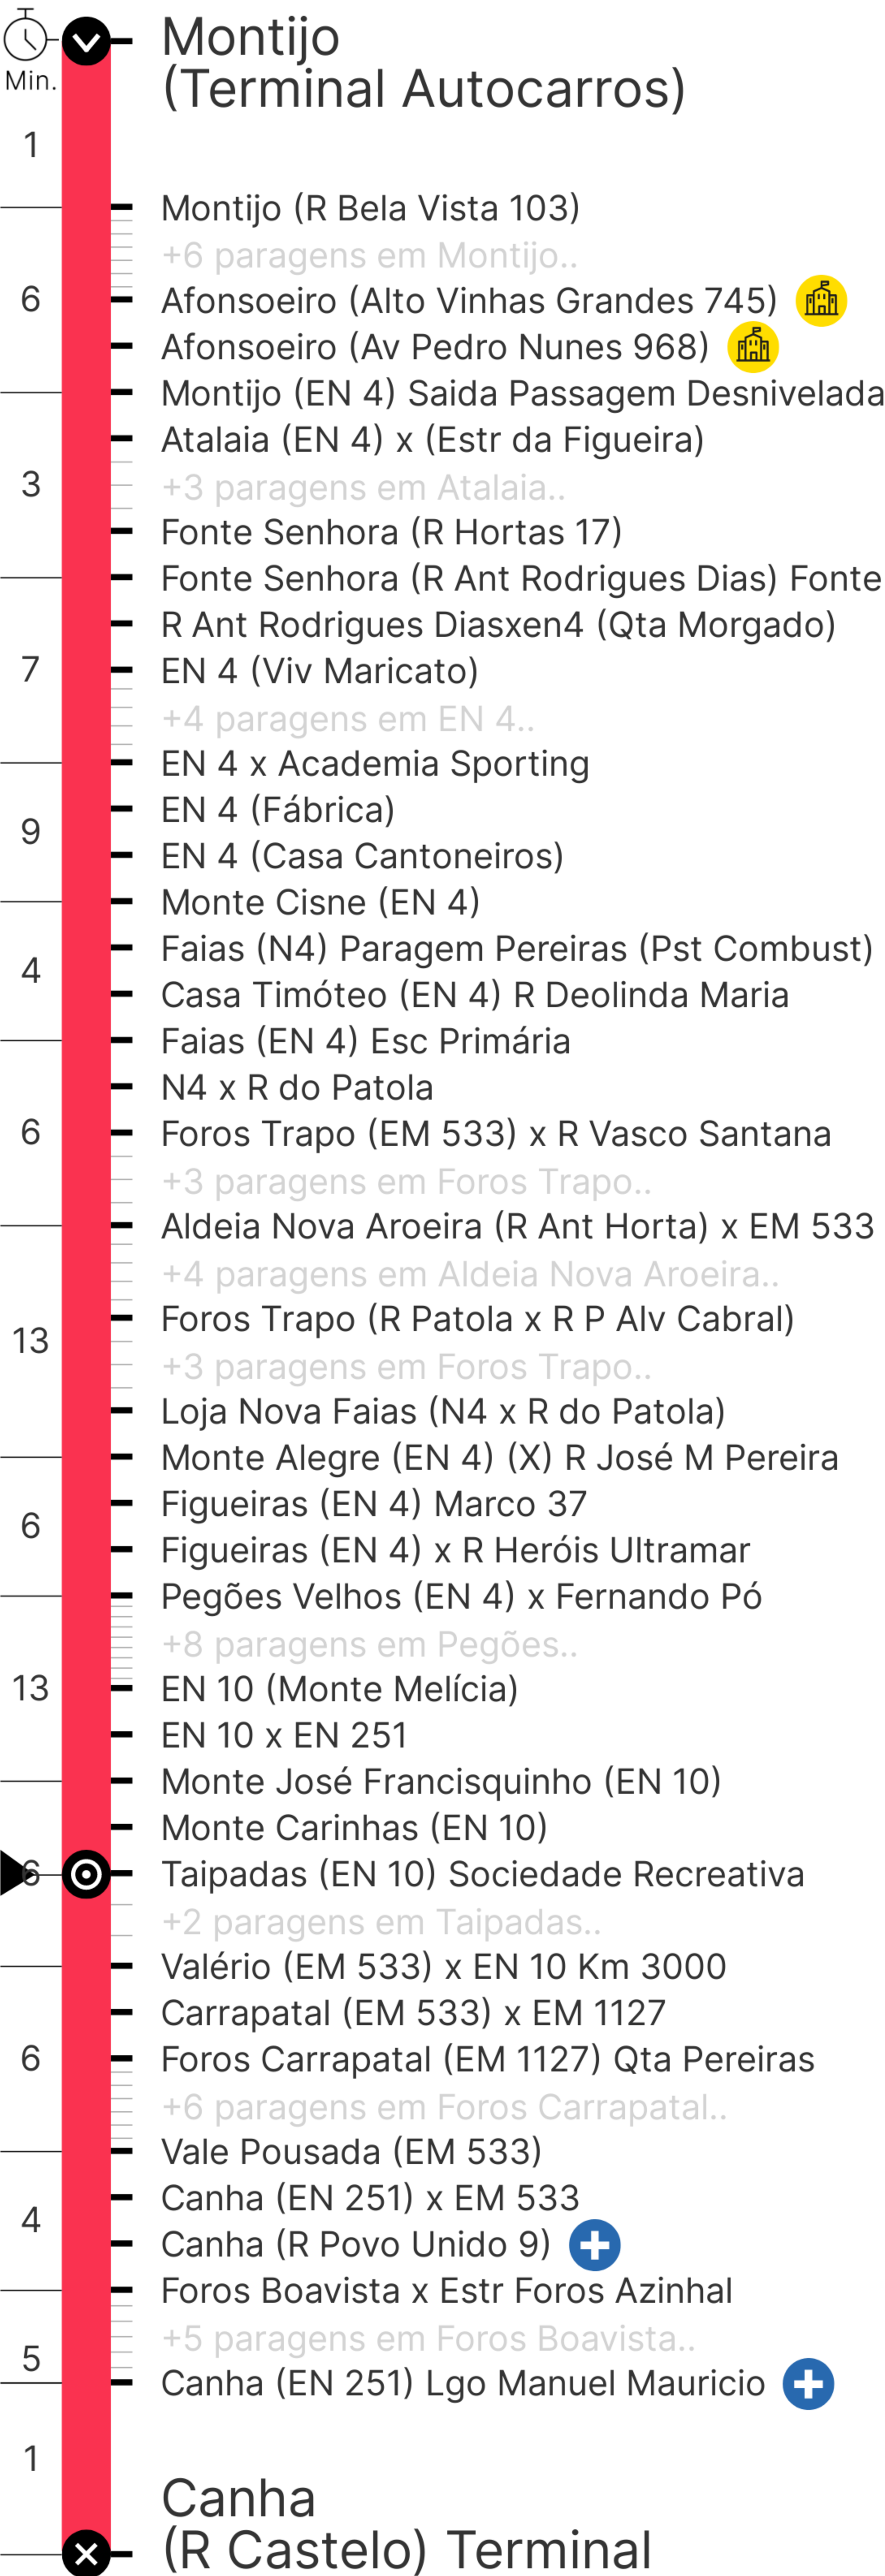 Montijo
(Terminal Autocarros)
Min.
1
Montijo (R Bela Vista 103)
+6 paragens em Montijo..
6
Afonsoeiro (Alto Vinhas Grandes 745)
Afonsoeiro (Av Pedro Nunes 968)
Montijo (EN 4) Saida Passagem Desnivelada
Atalaia (EN 4) x (Estr da Figueira)
3
+3 paragens em Atalaia..
Fonte Senhora (R Hortas 17)
Fonte Senhora (R Ant Rodrigues Dias) Fonte
R Ant Rodrigues Diasxen4 (Qta Morgado)
7
EN 4 (Viv Maricato)
+4 paragens em EN 4..
EN 4 x Academia Sporting
EN 4 (Fábrica)
9
EN 4 (Casa Cantoneiros)
Monte Cisne (EN 4)
Faias (N4) Paragem Pereiras (Pst Combust)
4
Casa Timóteo (EN 4) R Deolinda Maria
Faias (EN 4) Esc Primária
N4 x R do Patola
6
Foros Trapo (EM 533) x R Vasco Santana
+3 paragens em Foros Trapo..
Aldeia Nova Aroeira (R Ant Horta) x EM 533
+4 paragens em Aldeia Nova Aroeira..
Foros Trapo (R Patola x R P Alv Cabral)
13
+3 paragens em Foros Trapo..
Loja Nova Faias (N4 x R do Patola)
Monte Alegre (EN 4) (X) R José M Pereira
Figueiras (EN 4) Marco 37
6
Figueiras (EN 4) x R Heróis Ultramar
Pegões Velhos (EN 4) x Fernando Pó
+8 paragens em Pegões..
13
EN 10 (Monte Melícia)
EN 10 x EN 251
Monte José Francisquinho (EN 10)
Monte Carinhas (EN 10)
6
Taipadas (EN 10) Sociedade Recreativa
+2 paragens em Taipadas..
Valério (EM 533) x EN 10 Km 3000
Carrapatal (EM 533) x EM 1127
6
Foros Carrapatal (EM 1127) Qta Pereiras
+6 paragens em Foros Carrapatal..
Vale Pousada (EM 533)
Canha (EN 251) x EM 533
4
Canha (R Povo Unido 9)
Foros Boavista x Estr Foros Azinhal
+5 paragens em Foros Boavista..
5
Canha (EN 251) Lgo Manuel Mauricio
1
Canha
(R Castelo) Terminal